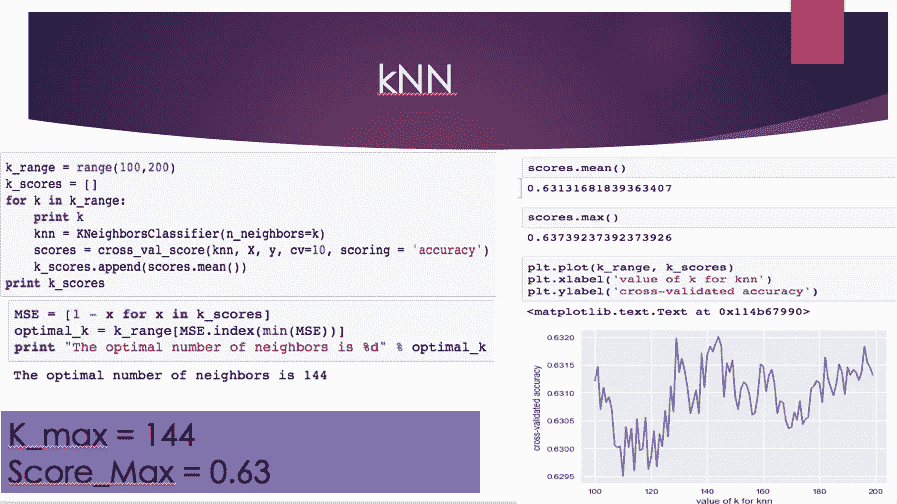 kNN
k_range = range(100,200)
k_scores = []
for k in k_range:
    print k
    knn = KNeighborsClassifier(n_neighbors=k)
    scores = cross_val_score(knn, X, y, cv=10, scoring = 'accuracy')
    k_scores.append(scores.mean())
print k_scores
MSE = [1 - x for x in k_scores]
optimal_k = k_range[MSE.index(min(MSE))]
print "The optimal number of neighbors is %d" % optimal_k
The optimal number of neighbors is 144
K_max = 144
Score_Max = 0.63
scores.mean()
0.63131681839363407
scores.max()
0.63739237392373926
plt.plot(k_range, k_scores)
plt.xlabel('value of k for knn')
plt.ylabel('cross-validated accuracy')
<matplotlib.text.Text at 0x114b67990>
cross-validated accuracy
0.6320
0.6315
0.6310
0.6305
0.6300
0.6295
100 120 140 160 180 200
value of k for knn